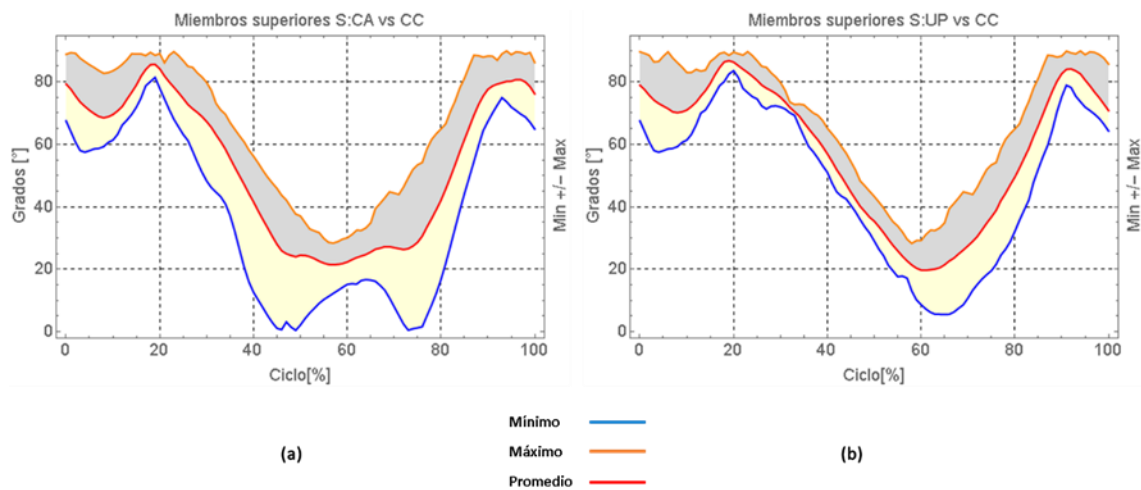 Miembros superiores S:CA vs CC
Grados [°]
80
60
40
20
0
0 20 40 60 80 100
Ciclo[%]
Min +/- Max
Miembros superiores S:UP vs CC
Grados [°]
80
60
40
20
0
0 20 40 60 80 100
Ciclo[%]
Min +/- Max
(a)
Mínimo
Máximo
Promedio
(b)